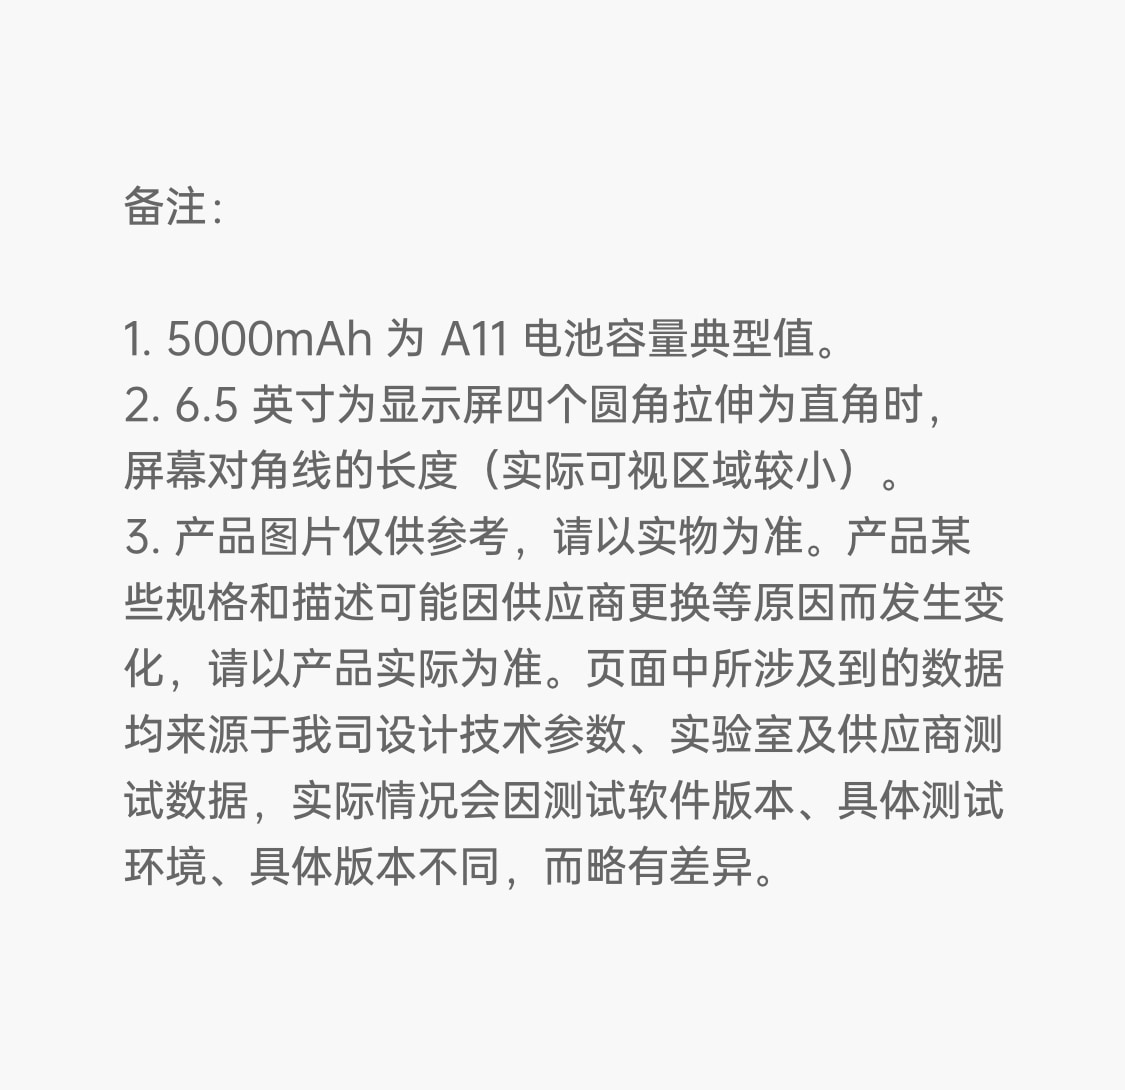 备注：
1. 5000mAh 为 A11 电池容量典型值。
2. 6.5 英寸为显示屏四个圆角拉伸为直角时，
屏幕对角线的长度（实际可视区域较小）。
3. 产品图片仅供参考，请以实物为准。产品某
些规格和描述可能因供应商更换等原因而发生变
化，请以产品实际为准。页面中所涉及到的数据
均来源于我司设计技术参数、实验室及供应商测
试数据，实际情况会因测试软件版本、具体测试
环境、具体版本不同，而略有差异。